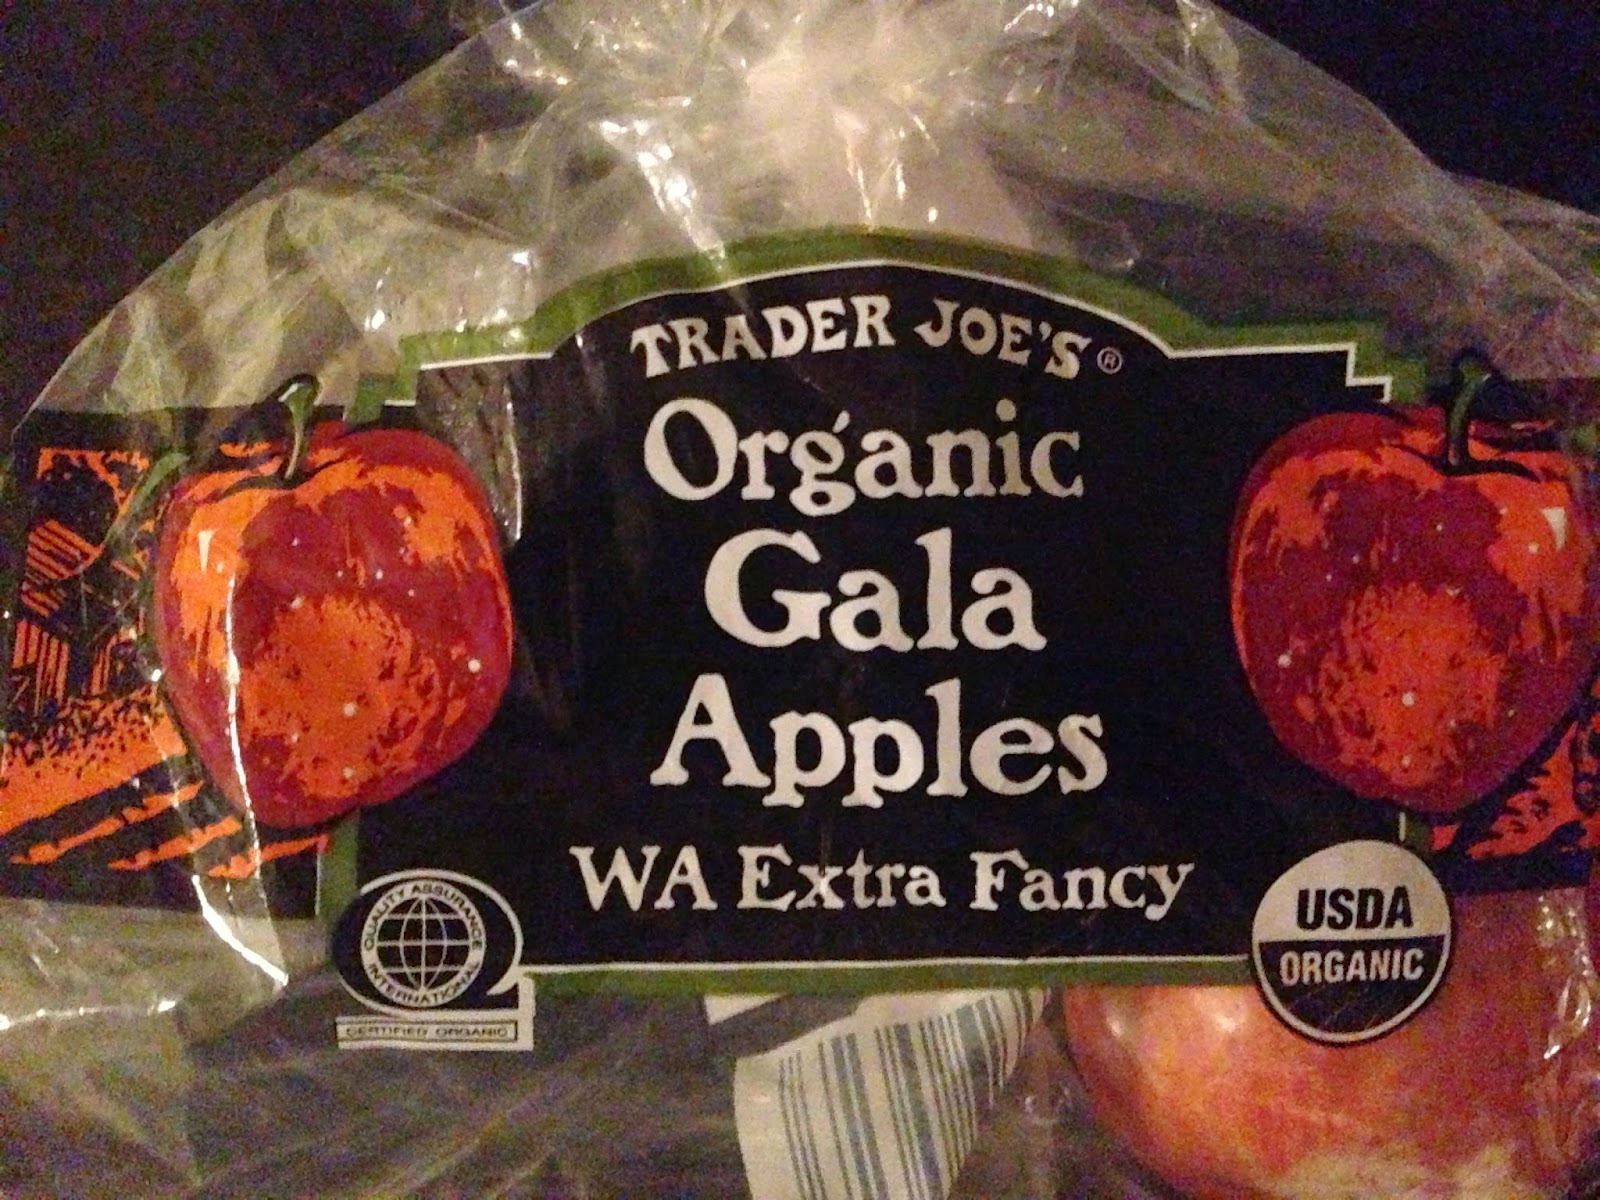 TRADER JOE'S®
Organic
Gala
Apples
WA Extra Fancy
QUALITY ASSURANCE
INTERNATIONAL
CERTIFIED ORGANIC
USDA
ORGANIC